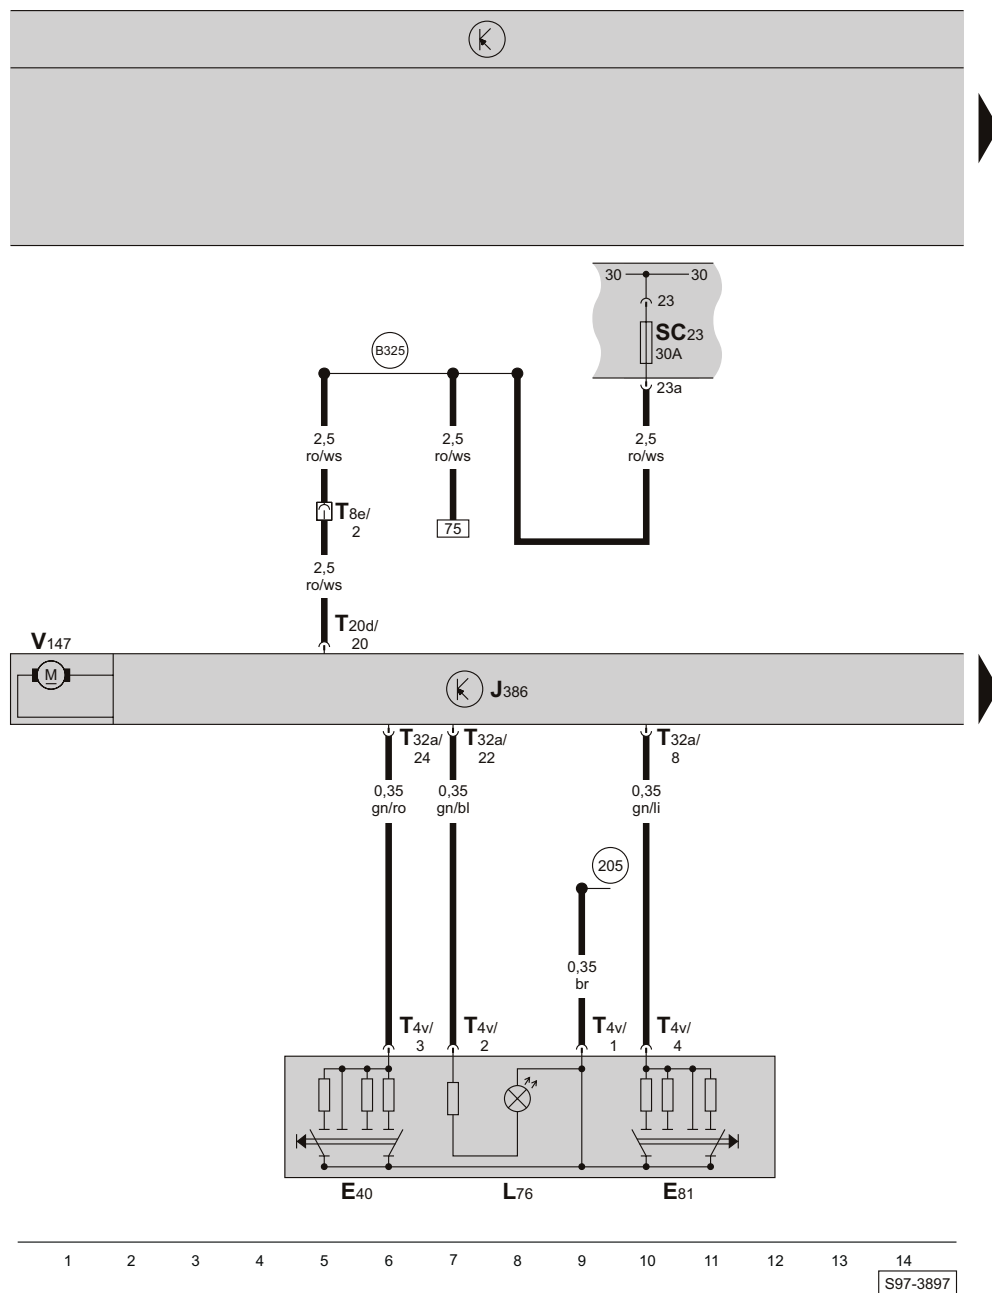 30 30
23
SC23
30A
23a
B325
2,5
ro/ws
2,5
ro/ws
2,5
ro/ws
T8e/
2
75
2,5
ro/ws
T20d/
20
V147
M
J386
T32a/
24
T32a/
22
T32a/
8
0,35
gn/ro
0,35
gn/bl
0,35
gn/li
205
0,35
br
T4v/
3
T4v/
2
T4v/
1
T4v/
4
E40
L76
E81
1 2 3 4 5 6 7 8 9 10 11 12 13 14
S97-3897